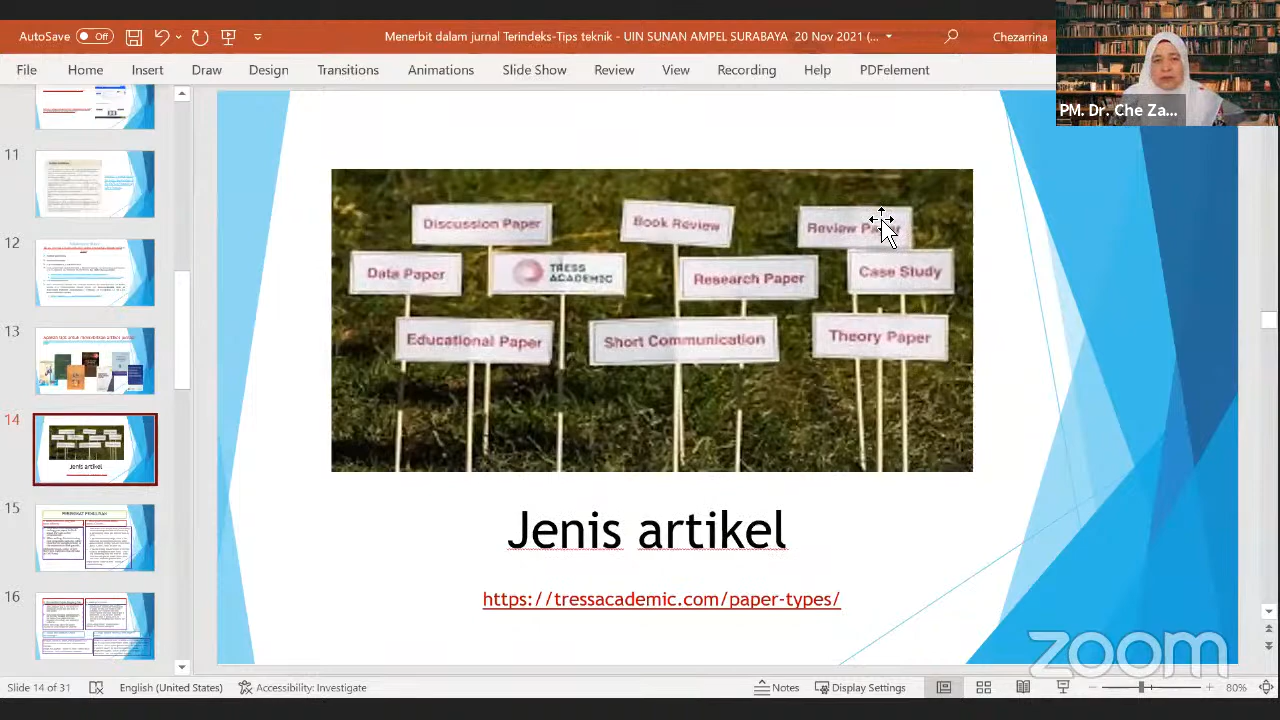 AutoSave Off
Menerbit dalam jurnal Terindeks-Tips teknik - UIN SUNAN AMPEL SURABAYA 20 Nov 2021 (...
Chezarrina
File Home Insert Draw Design Slide Show Transitions Animations Review View Recording Help PDFelement
PM. Dr. Che Za...
11
12
13
14
15
16
Discussion Paper
Book Review
Review
Data Paper
TRESS ACADEMIC
Research Paper
Case Study
Educational Paper
Short Communication
Theory Paper
Jenis artikel
https://tressacademic.com/paper-types/
Jenis artikel
zoom
Slide 14 of 31
English (United States)
Accessibility: Investigate
Notes
Display Settings
80%